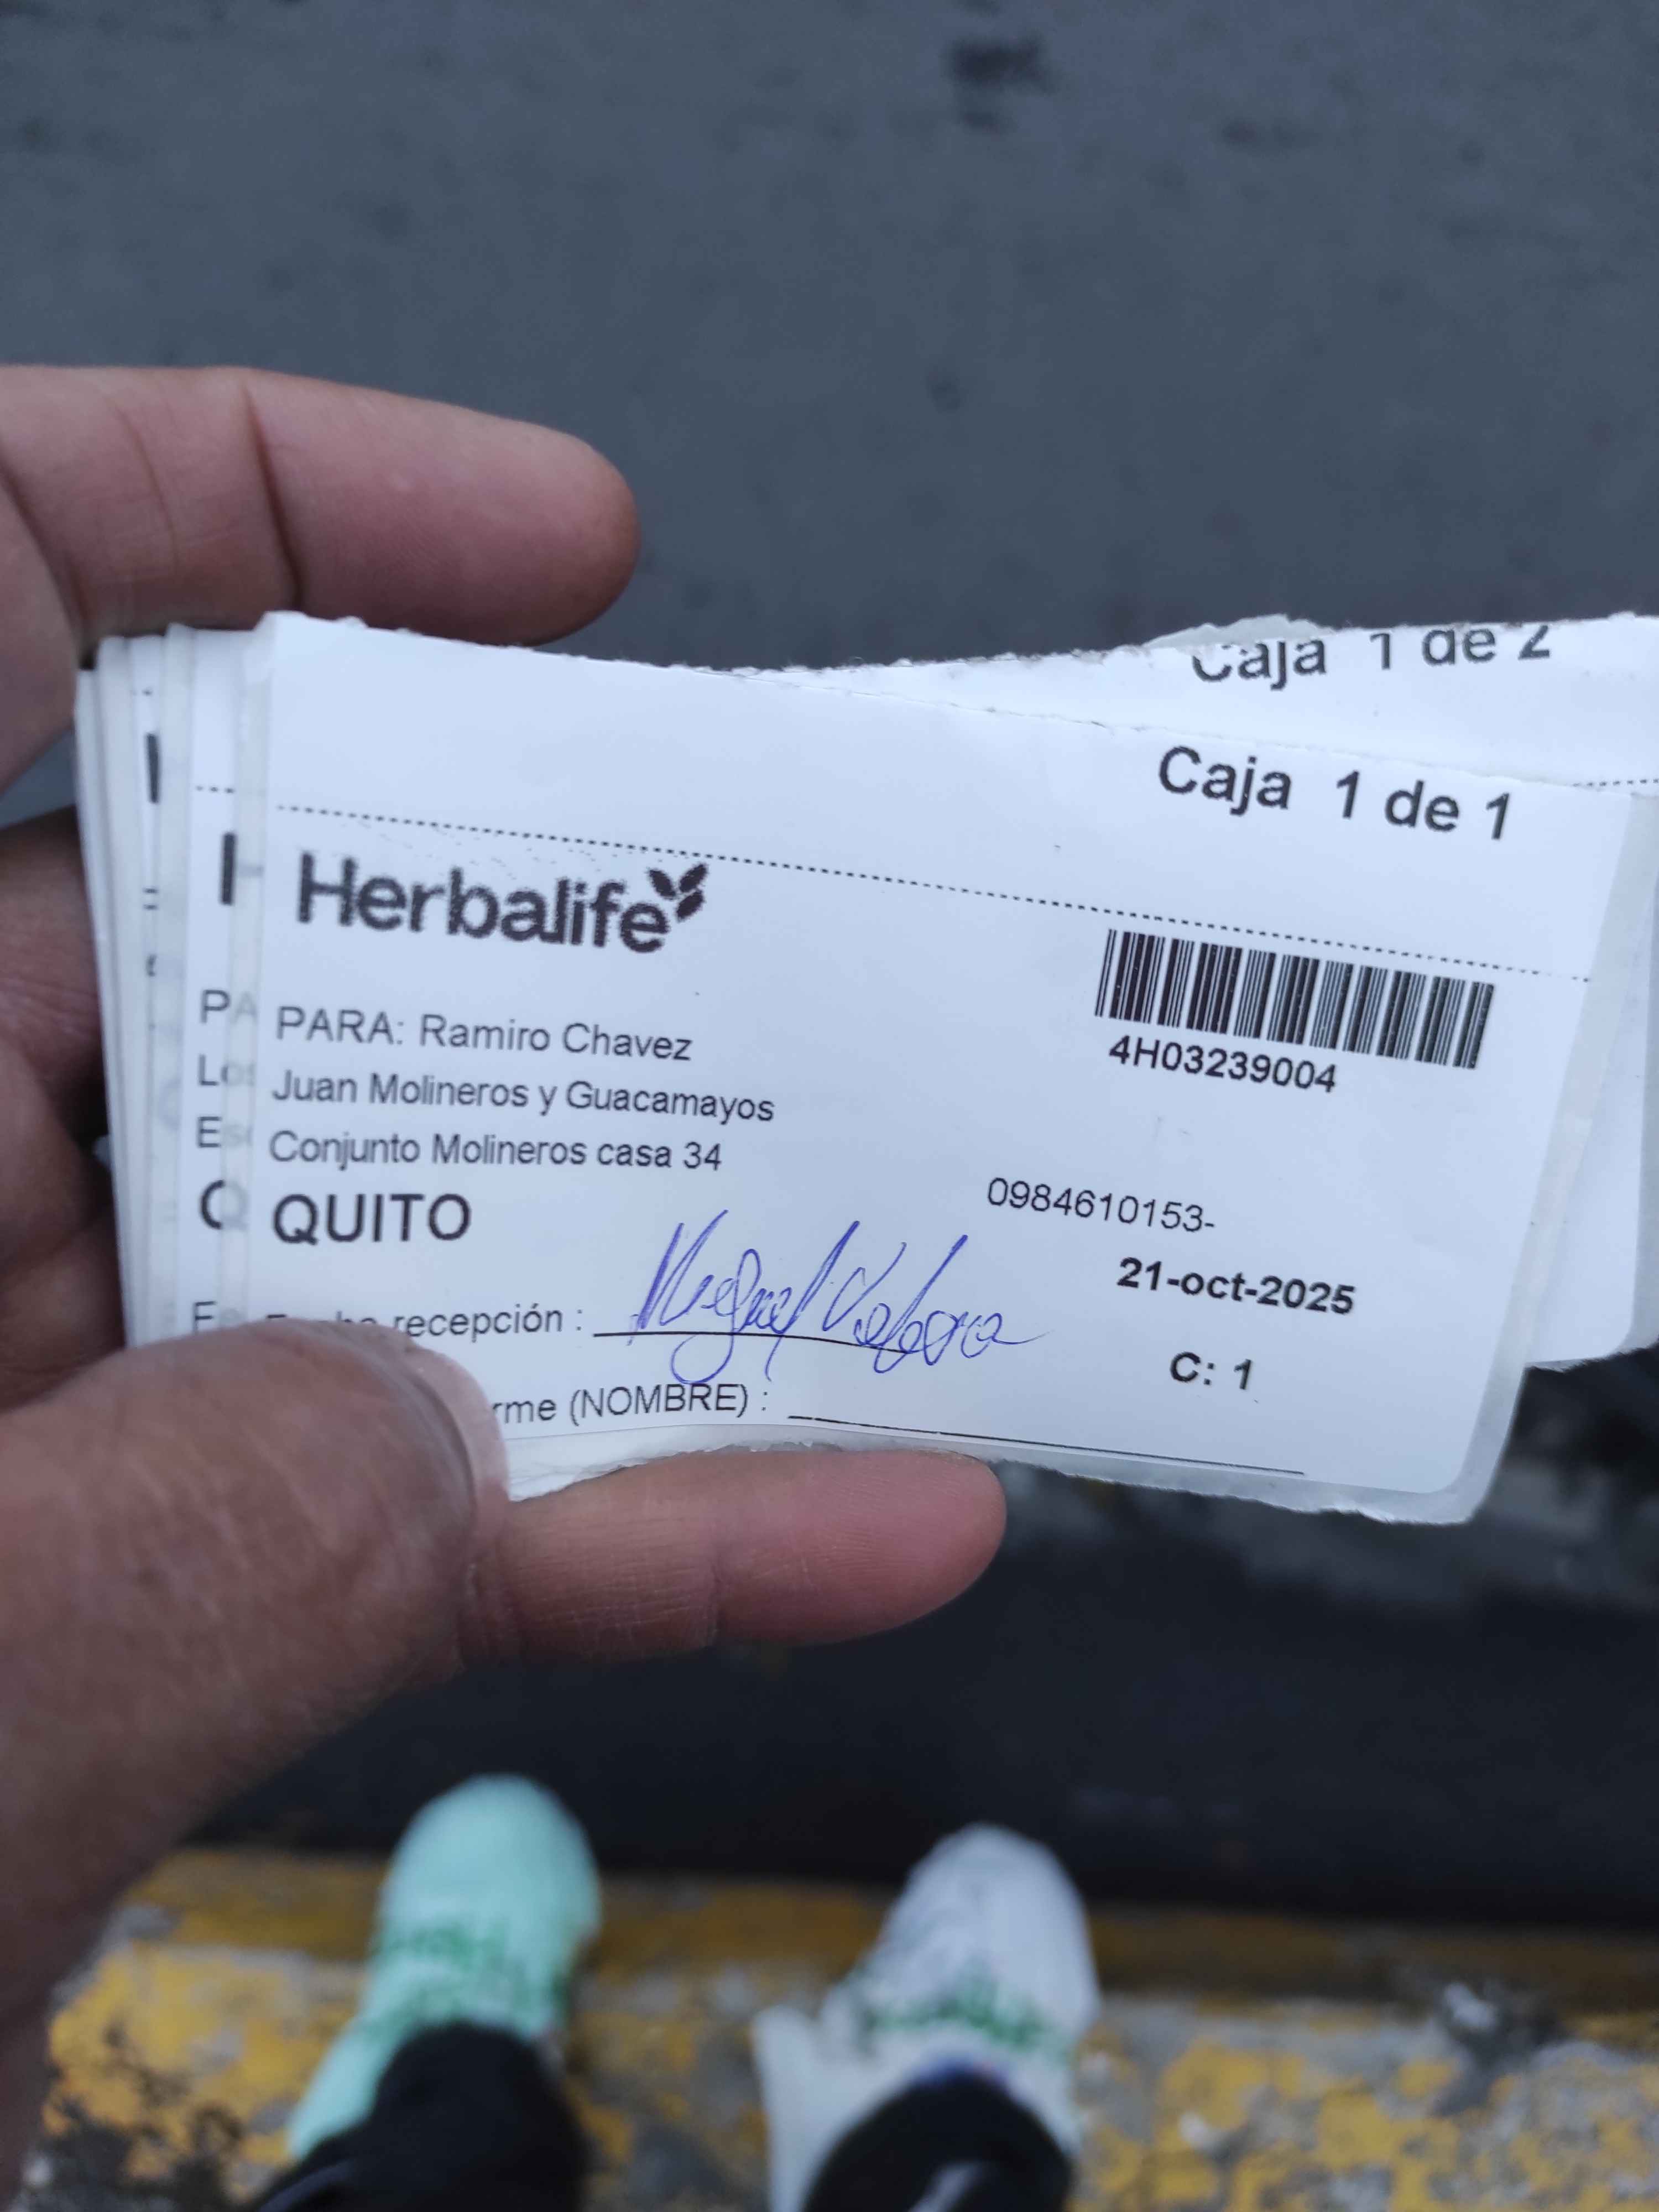 Caja 1 de 2
Caja 1 de 1
Herbalife
4H03239004
PARA: Ramiro Chavez
Juan Molineros y Guacamayos
Conjunto Molineros casa 34
QUITO
0984610153-
21-oct-2025
recepción : Miguel
C: 1
(NOMBRE) :